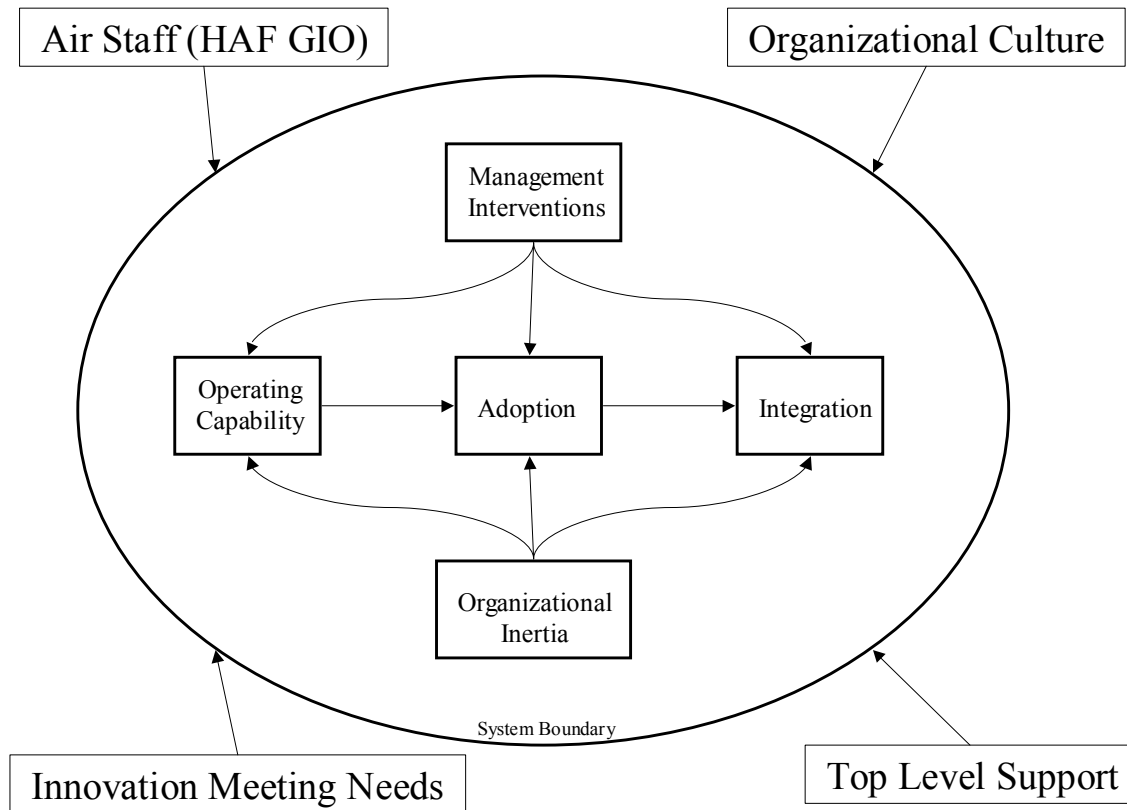 Air Staff (HAF GIO)
Organizational Culture
Management
Interventions
Operating
Capability
Adoption
Integration
Organizational
Inertia
System Boundary
Innovation Meeting Needs
Top Level Support